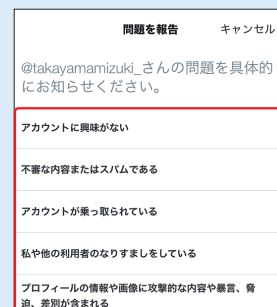 問題を報告 キャンセル
@takayamamizuki_さんの問題を具体的
にお知らせください。
アカウントに興味がない
不審な内容またはスパムである
アカウントが乗っ取られている
私や他の利用者のなりすましをしている
プロフィールの情報や画像に攻撃的な内容や暴言、脅
迫、差別が含まれる